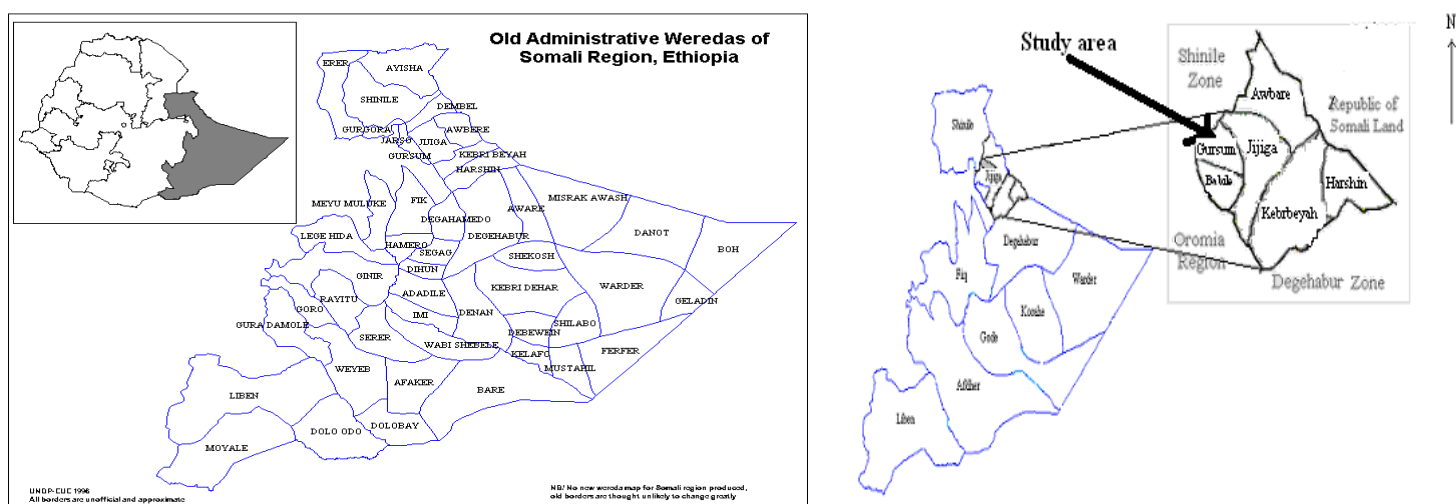 Old Administrative Weredas of
Somali Region, Ethiopia
ERER
AYISHA
SHINILE
DEMBEL
GURGORA
AWBERE
JARSO
JIJIGA
GURSUM
KEBRI BEYAH
HARSHIN
MISRAK AWASH
MEYU MULUKE
FIK
AWARE
DEGAHAMEDO
LEGE HIDA
DEGEHABUR
DANOT
HAMERO
BOH
SEGAG
SHEKOSH
DIHUN
GINIR
KEBRI DEHAR
WARDER
ADADILE
RAYITU
GELADIN
GORO
IMI
DENAN
GURA DAMOLE
SHILABO
DEBEWEIN
SERER
WABI SHEBELE
KELAFO
FERFER
MUSTAHIL
WEYEB
AFAKER
BARE
LIBEN
DOLOBAY
DOLO ODO
MOYALE
UNDP-EUE 1996
All borders are unofficial and approximate
NB/ No new wereda map for Somali region produced,
old borders are thought unlikely to change greatly
N
Study area
Shinile
Zone
Awbare
Republic of
Somali Land
Gursum
Jijiga
Harshin
Kebrbeyah
Oromia
Region
Degehabur Zone
Shinile
Jijiga
Degehabur
Fiq
Warder
Korahe
Gode
Afdher
Liben